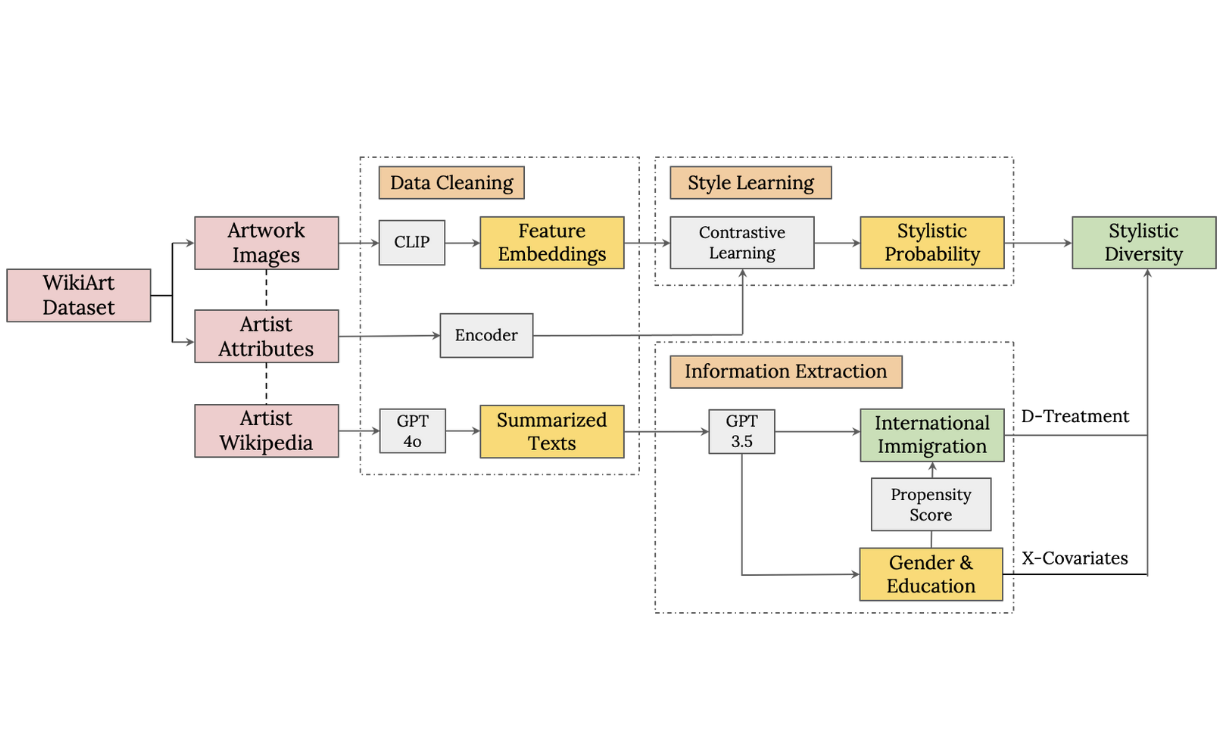 WikiArt
Dataset
Artwork
Images
Artist
Attributes
Artist
Wikipedia
Data Cleaning
CLIP
Feature
Embeddings
Encoder
GPT
4o
Summarized
Texts
Style Learning
Contrastive
Learning
Stylistic
Probability
Stylistic
Diversity
Information Extraction
GPT
3.5
International
Immigration
D-Treatment
Propensity
Score
Gender &
Education
X-Covariates